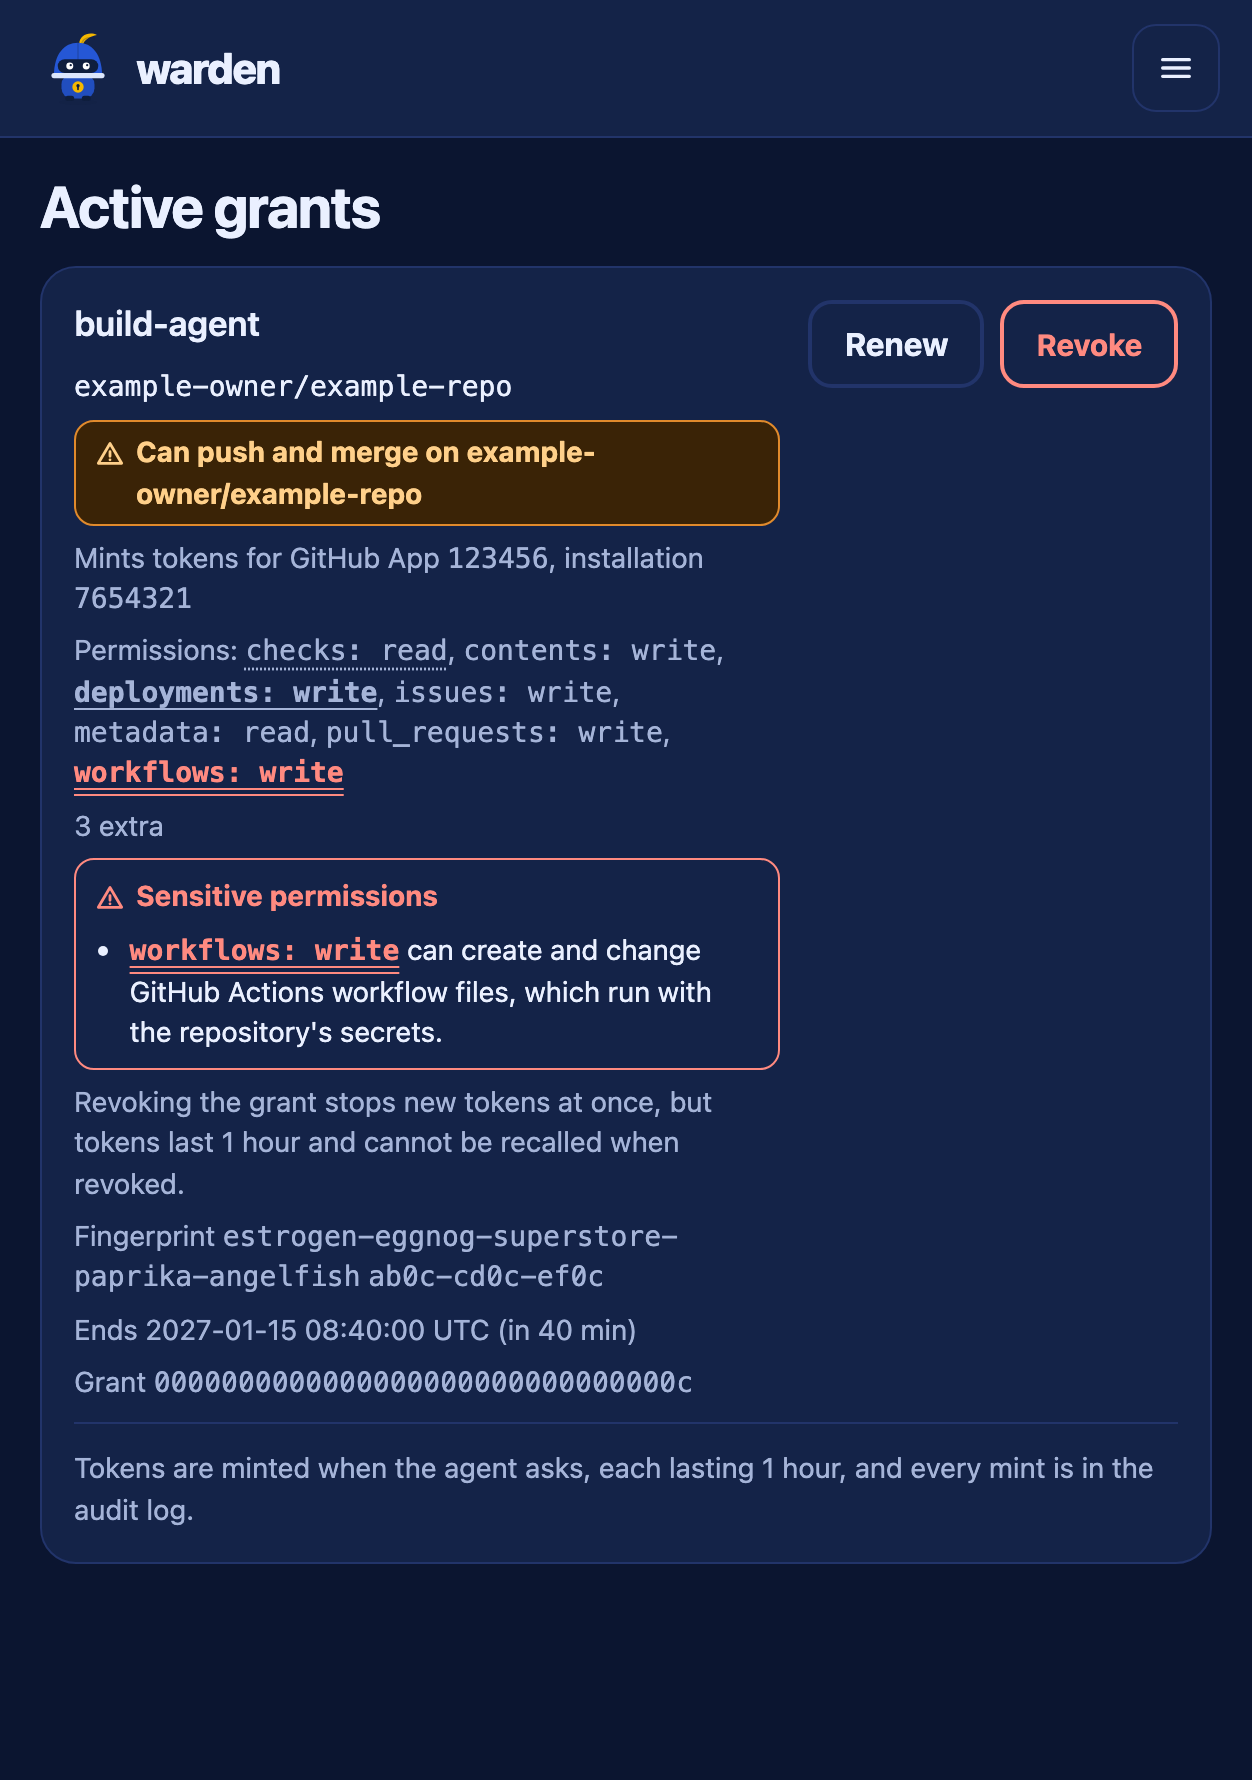 warden
Active grants
build-agent
Renew
Revoke
example-owner/example-repo
Can push and merge on example-
owner/example-repo
Mints tokens for GitHub App 123456, installation
7654321
Permissions: checks: read, contents: write,
deployments: write, issues: write,
metadata: read, pull_requests: write,
workflows: write
3 extra
Sensitive permissions
• workflows: write can create and change
GitHub Actions workflow files, which run with
the repository's secrets.
Revoking the grant stops new tokens at once, but
tokens last 1 hour and cannot be recalled when
revoked.
Fingerprint estrogen-eggnog-superstore-
paprika-angelfish ab0c-cd0c-ef0c
Ends 2027-01-15 08:40:00 UTC (in 40 min)
Grant 0000000000000000000000000000000c
Tokens are minted when the agent asks, each lasting 1 hour, and every mint is in the
audit log.